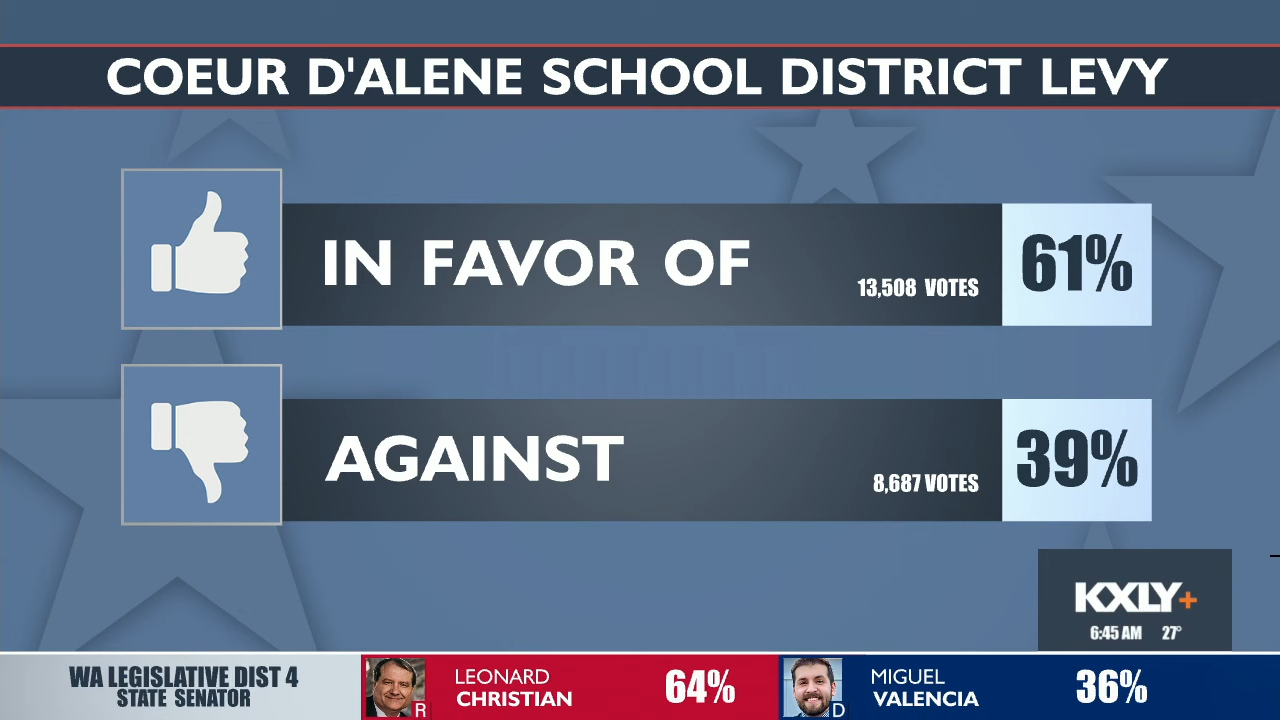 COEUR D'ALENE SCHOOL DISTRICT LEVY
IN FAVOR OF
13,508 VOTES
61%
AGAINST
8,687 VOTES
39%
KXLY+
6:45 AM 27°
WA LEGISLATIVE DIST 4
STATE SENATOR
R
LEONARD
CHRISTIAN
64%
D
MIGUEL
VALENCIA
36%